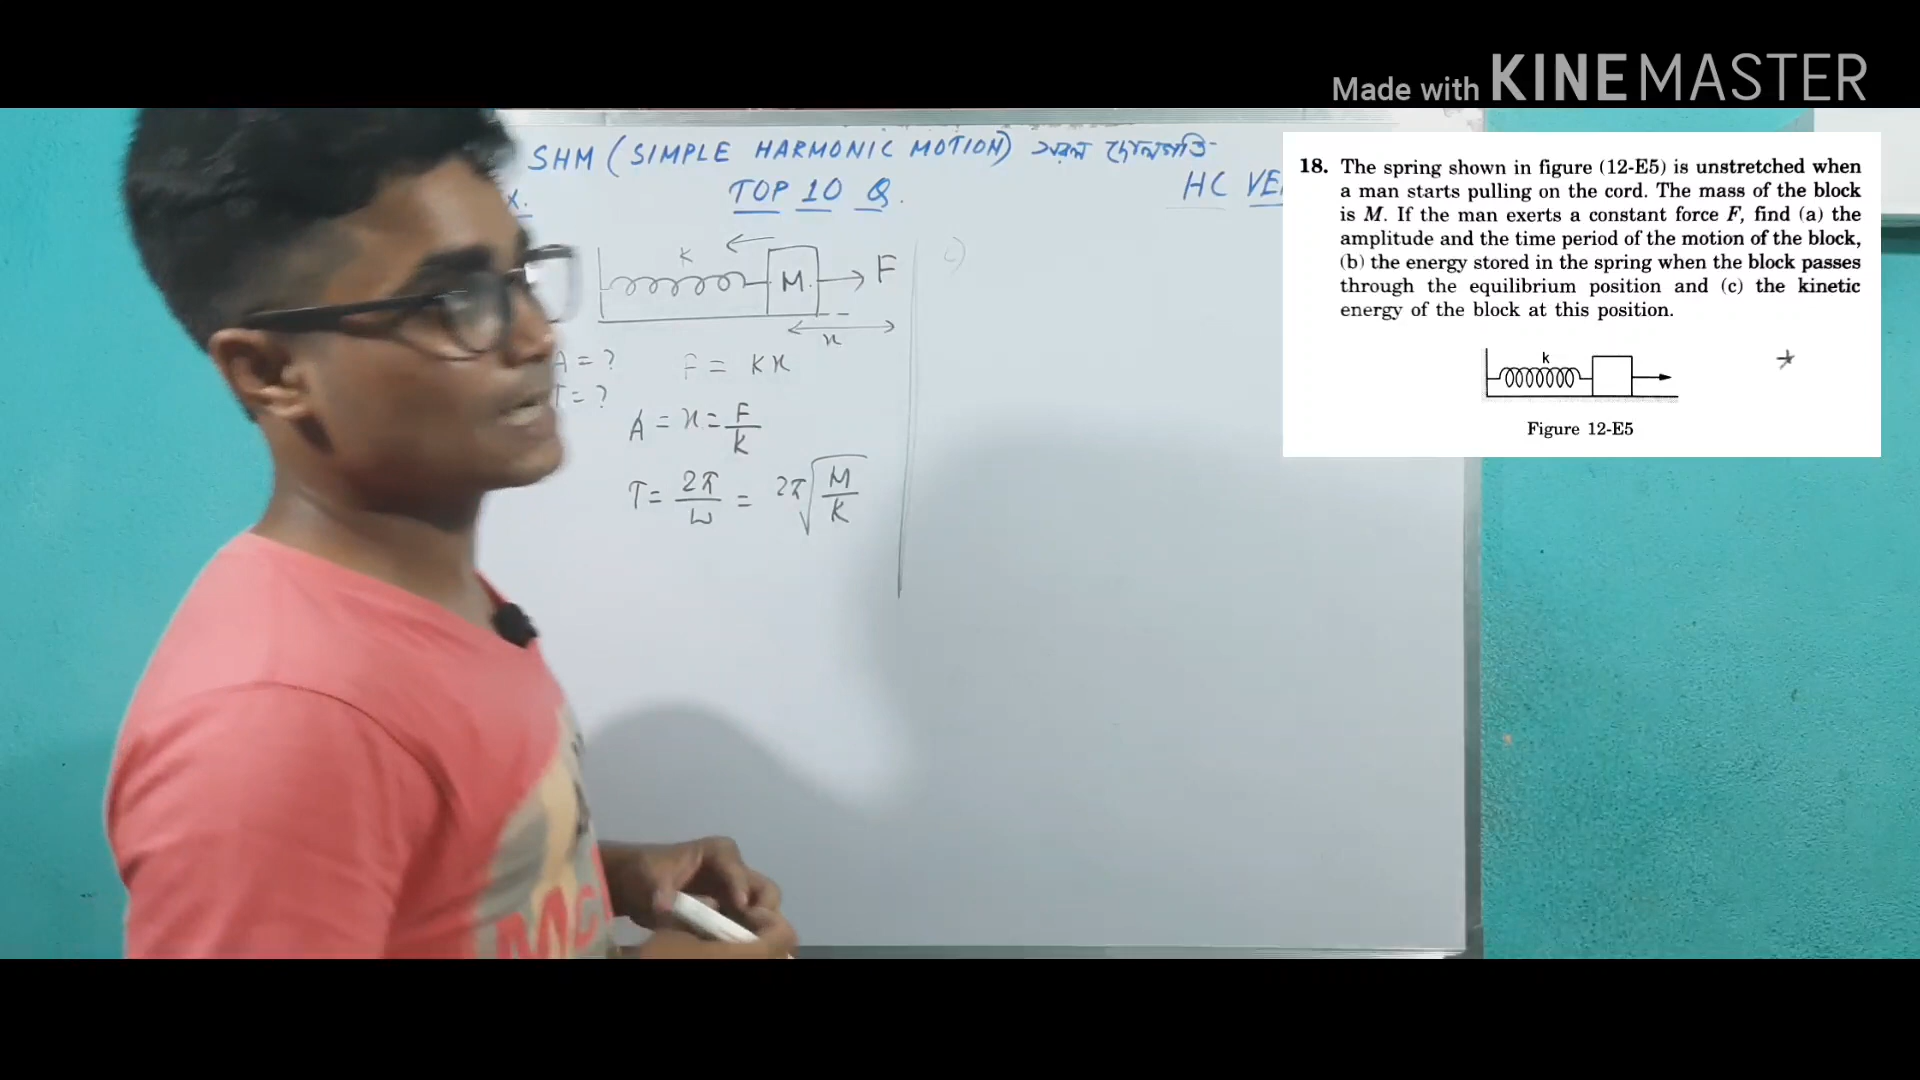 Made with KINEMASTER
SHM (SIMPLE HARMONIC MOTION) সরল দোলগতি
X.
TOP 10 Q.
HC VE
18. The spring shown in figure (12-E5) is unstretched when
a man starts pulling on the cord. The mass of the block
is M. If the man exerts a constant force F, find (a) the
amplitude and the time period of the motion of the block,
(b) the energy stored in the spring when the block passes
through the equilibrium position and (c) the kinetic
energy of the block at this position.
k
Figure 12-E5
K
M
F
x
A = ?
T = ?
F = Kx
A = x = F/K
T = 2π/ω = 2π√(M/K)
c)